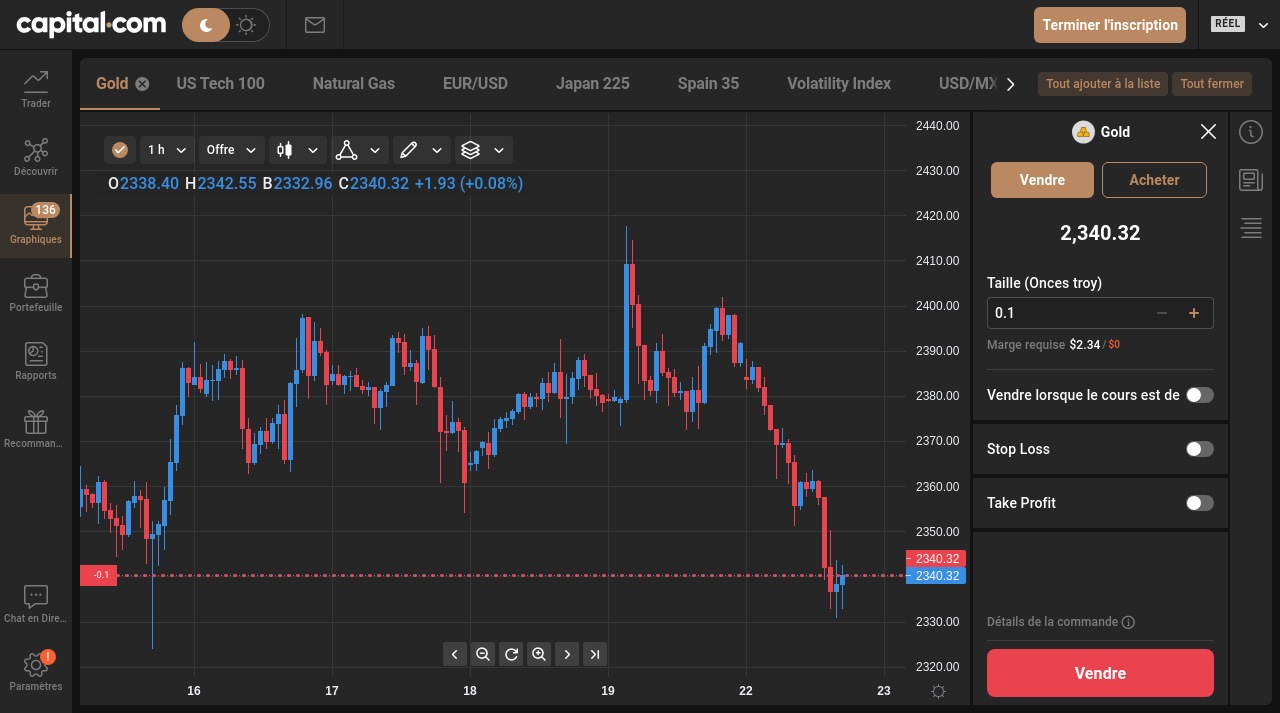 capital.com
Terminer l'inscription
RÉEL
Trader
Découvrir
136
Graphiques
Portefeuille
Rapports
Recomman...
Chat en Dire...
!
Paramètres
Gold US Tech 100 Natural Gas EUR/USD Japan 225 Spain 35 Volatility Index USD/MX
Tout ajouter à la liste Tout fermer
1 h Offre
O2338.40 H2342.55 B2332.96 C2340.32 +1.93 (+0.08%)
2440.00
2430.00
2420.00
2410.00
2400.00
2390.00
2380.00
2370.00
2360.00
2350.00
2340.32
2340.32
2330.00
2320.00
-0.1
16 17 18 19 22 23
Gold
Vendre Acheter
2,340.32
Taille (Onces troy)
0.1
Marge requise $2.34 / $0
Vendre lorsque le cours est de
Stop Loss
Take Profit
Détails de la commande
Vendre